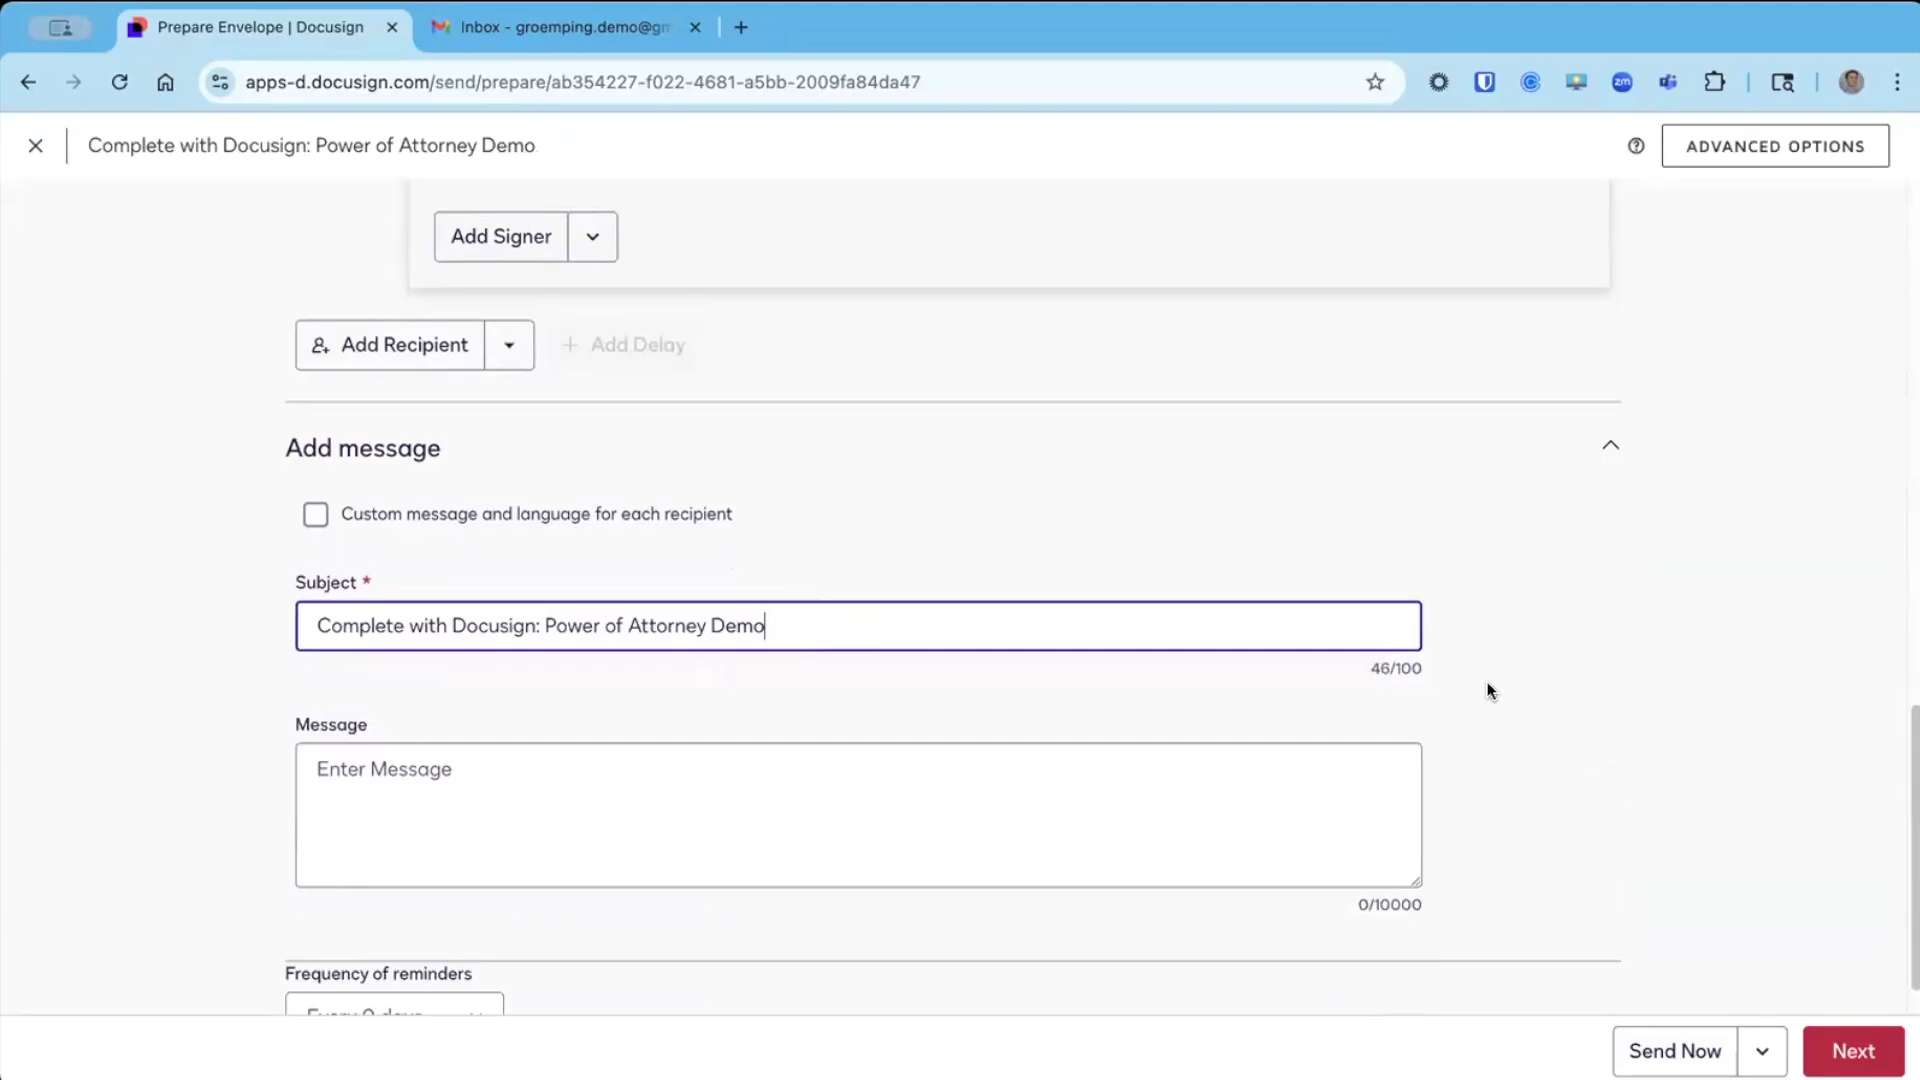 Prepare Envelope | Docusign
Inbox - groemping.demo@gm
apps-d.docusign.com/send/prepare/ab354227-f022-4681-a5bb-2009fa84da47
zm
Complete with Docusign: Power of Attorney Demo
ADVANCED OPTIONS
Add Signer
Add Recipient
+ Add Delay
Add message
Custom message and language for each recipient
Subject *
Complete with Docusign: Power of Attorney Demo
46/100
Message
Enter Message
0/10000
Frequency of reminders
Send Now
Next